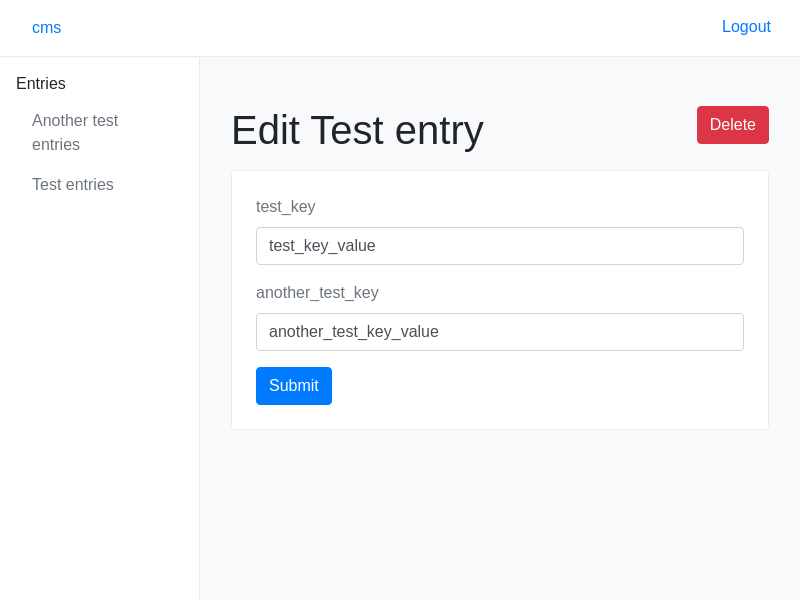 cms
Logout
Entries
Another test
entries
Test entries
Edit Test entry
Delete
test_key
test_key_value
another_test_key
another_test_key_value
Submit